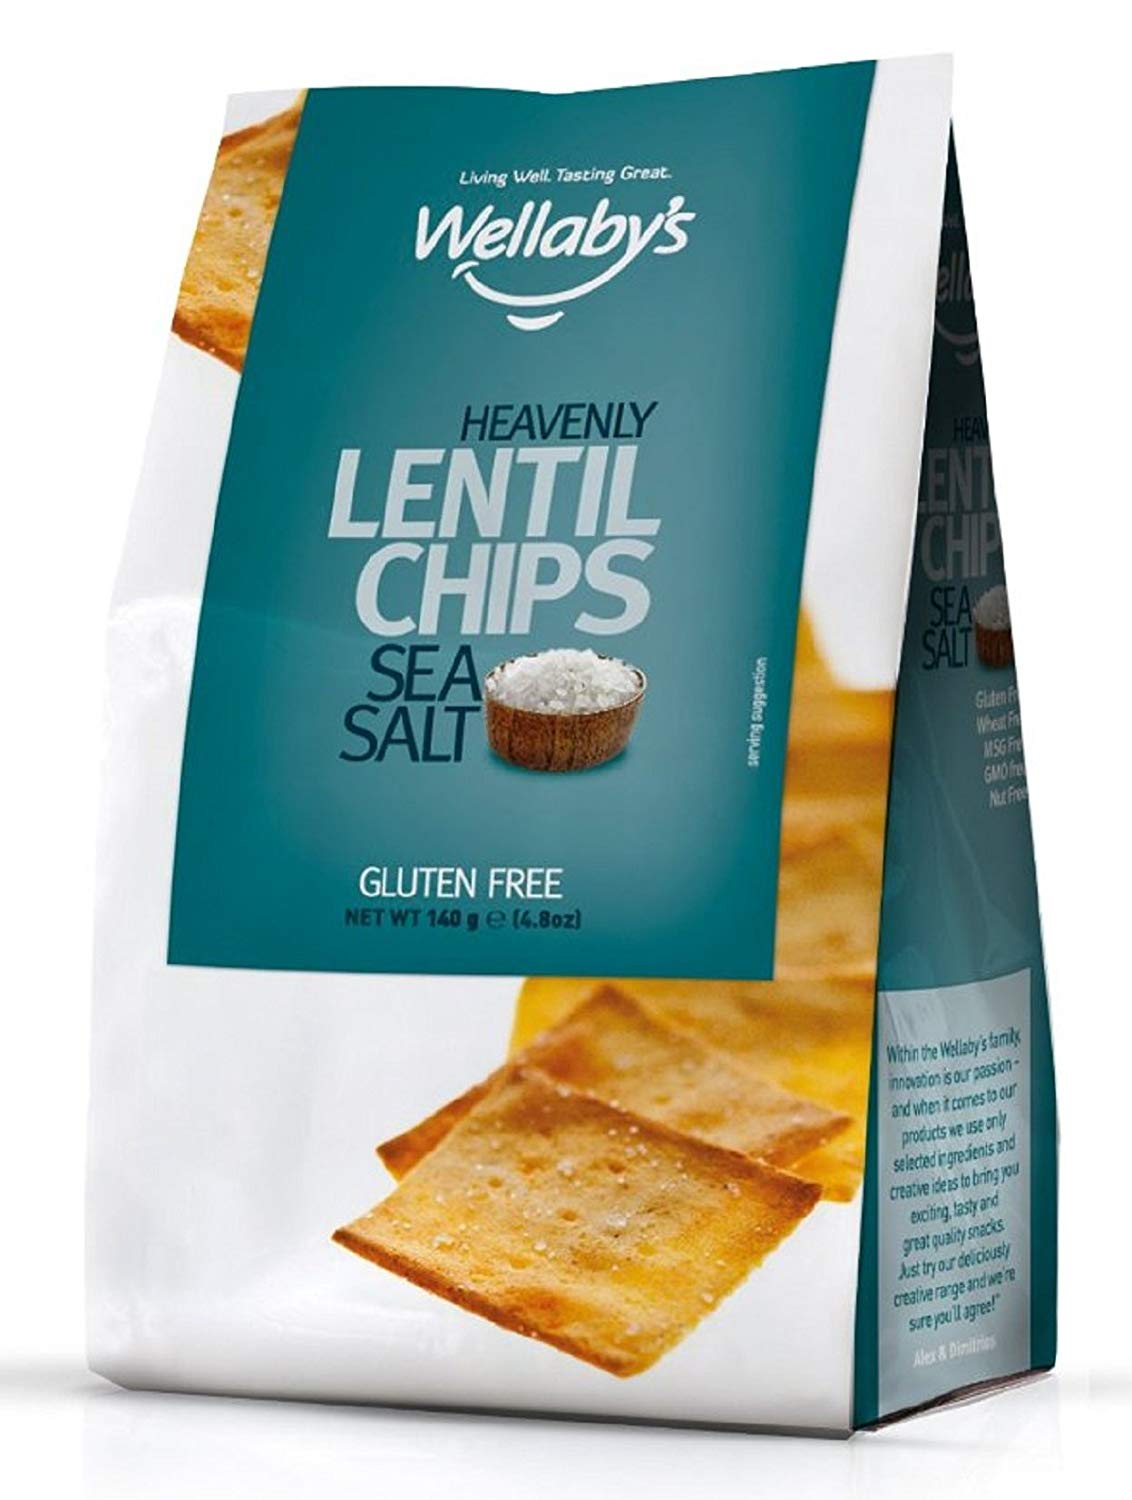 Living Well. Tasting Great.
Wellaby's
HEAVENLY
LENTIL
CHIPS
SEA
SALT
serving suggestion
GLUTEN FREE
NET WT 140 g ℮ (4.8oz)
ellaby
HEAV
LENT
CHIP
SEA
SALT
Gluten Fr
Wheat Fre
MSG Free
GMO free
Nut Free
Within the Wellaby's family,
innovation is our passion –
and when it comes to our
products we use only
selected ingredients and
creative ideas to bring you
exciting, tasty and
great quality snacks.
Just try our deliciously
creative range and we're
sure you'll agree!"
Alex & Dimitrios